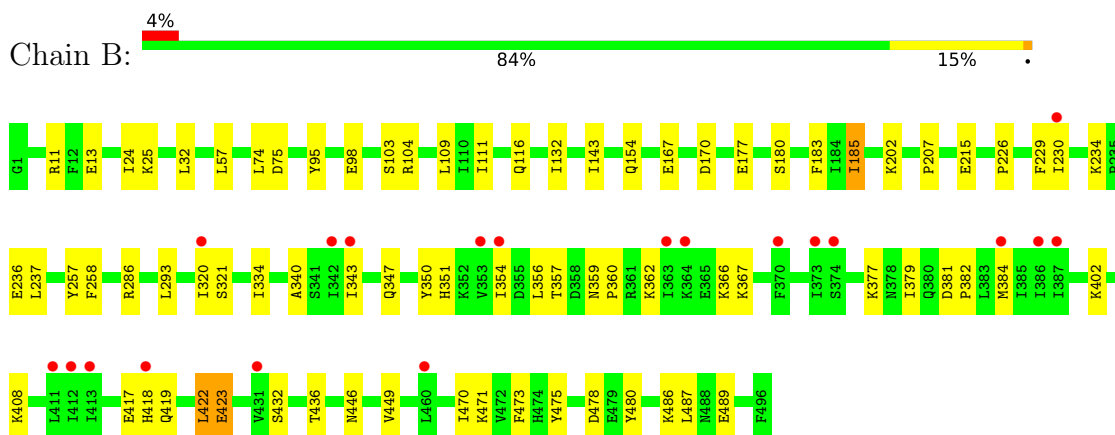 4%
Chain B:
84% 15% •
G1 R11 F12 E13 I24 K25 L32 L57 L74 D75 Y95 E98 S103 R104 L109 I110 I111 Q116 I132 I143 Q154 E167 D170 E177 S180 F183 I184 I185 K202 P207 E215 P226 F229 I230 K234 P235
E236 L237 Y257 F258 R286 L293 I320 S321 I334 A340 S341 I342 I343 Q347 Y350 H351 K352 V353 I354 D355 L356 T357 D358 N359 P360 R361 K362 I363 K364 E365 K366 K367 F370 I373 S374 K377 N378 I379 Q380 D381 P382 L383 M384 I385 I386 I387 K402
K408 L411 I412 I413 E417 H418 Q419 L422 E423 V431 S432 T436 N446 V449 L460 I470 K471 V472 F473 H474 Y475 D478 E479 Y480 K486 L487 N488 E489 F496